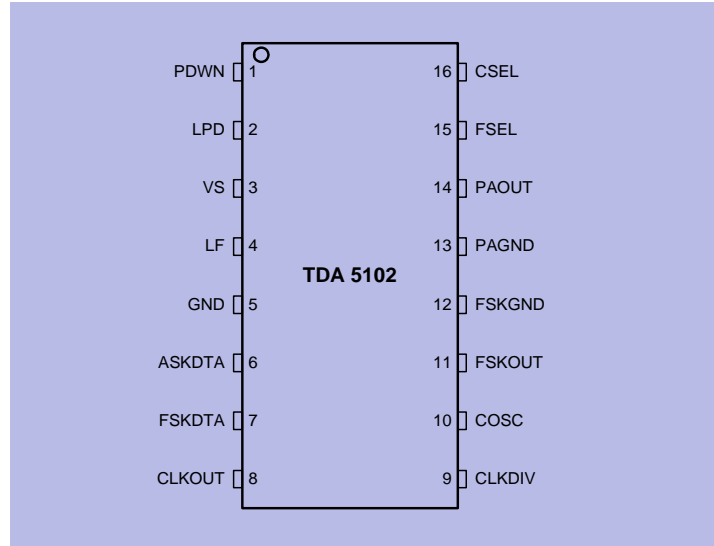 PDWN 1 16 CSEL
LPD 2 15 FSEL
VS 3 14 PAOUT
LF 4 13 PAGND
TDA 5102
GND 5 12 FSKGND
ASKDTA 6 11 FSKOUT
FSKDTA 7 10 COSC
CLKOUT 8 9 CLKDIV